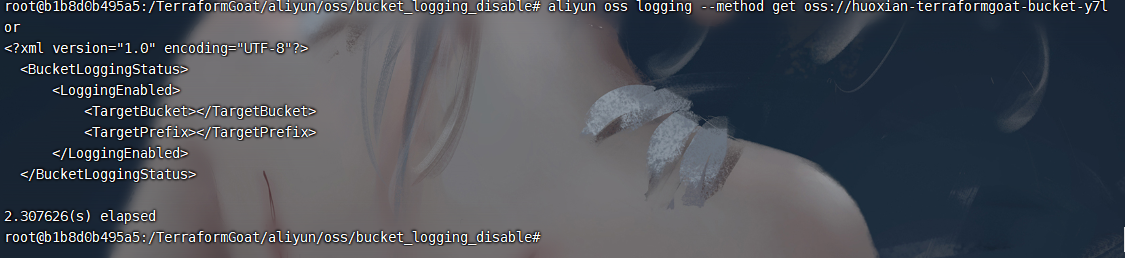 root@b1b8d0b495a5:/TerraformGoat/aliyun/oss/bucket_logging_disable# aliyun oss logging --method get oss://huoxian-terraformgoat-bucket-y7l
or
<?xml version="1.0" encoding="UTF-8"?>
  <BucketLoggingStatus>
      <LoggingEnabled>
          <TargetBucket></TargetBucket>
          <TargetPrefix></TargetPrefix>
      </LoggingEnabled>
  </BucketLoggingStatus>

2.307626(s) elapsed
root@b1b8d0b495a5:/TerraformGoat/aliyun/oss/bucket_logging_disable#